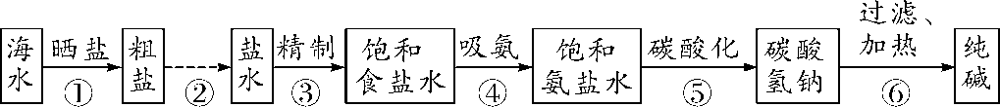 海水
晒盐
①
粗盐
②
盐水
精制
③
饱和食盐水
吸氨
④
饱和氨盐水
碳酸化
⑤
碳酸氢钠
过滤、加热
⑥
纯碱